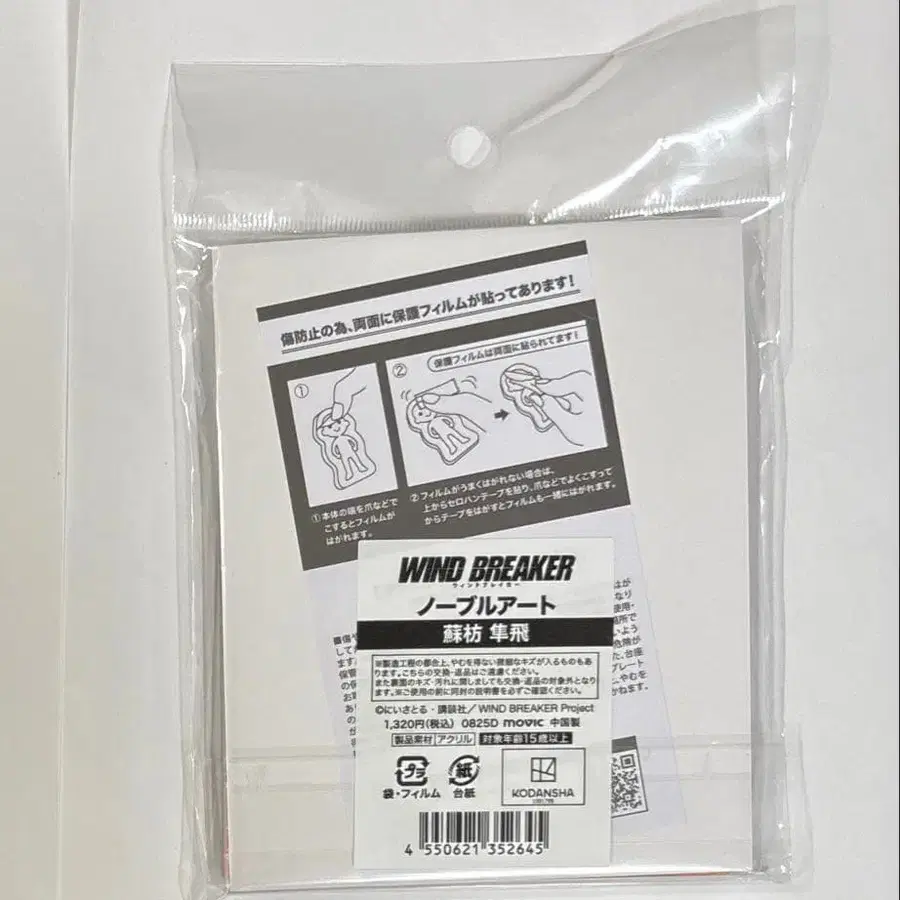 傷防止の為、両面に保護フィルムが貼ってあります！
①
②
保護フィルムは両面に貼られてます！
①本体の端を爪などで
こするとフィルムが
はがれます。
②フィルムがうまくはがれない場合は、
上からセロハンテープを貼り、爪などでよくこすって
からテープをはがすとフィルムも一緒にはがれます。
WIND BREAKER
ウィンドブレイカー
ノーブルアート
蘇枋 隼飛
※製造工程の都合上、やむを得ない微細なキズが入るものもあ
ります。こちらの交換・返品はご遠慮ください。
また裏面のキズ・汚れに関しましても交換・返品の対象外となり
ます。※ご使用の前に同封の説明書を必ずご確認ください。
©にいさとる・講談社／WIND BREAKER Project
1,320円(税込) 0825D movic 中国製
製品素材 アクリル 対象年齢15歳以上
プラ
紙
袋・フィルム 台紙
KODANSHA
4 550621 352645